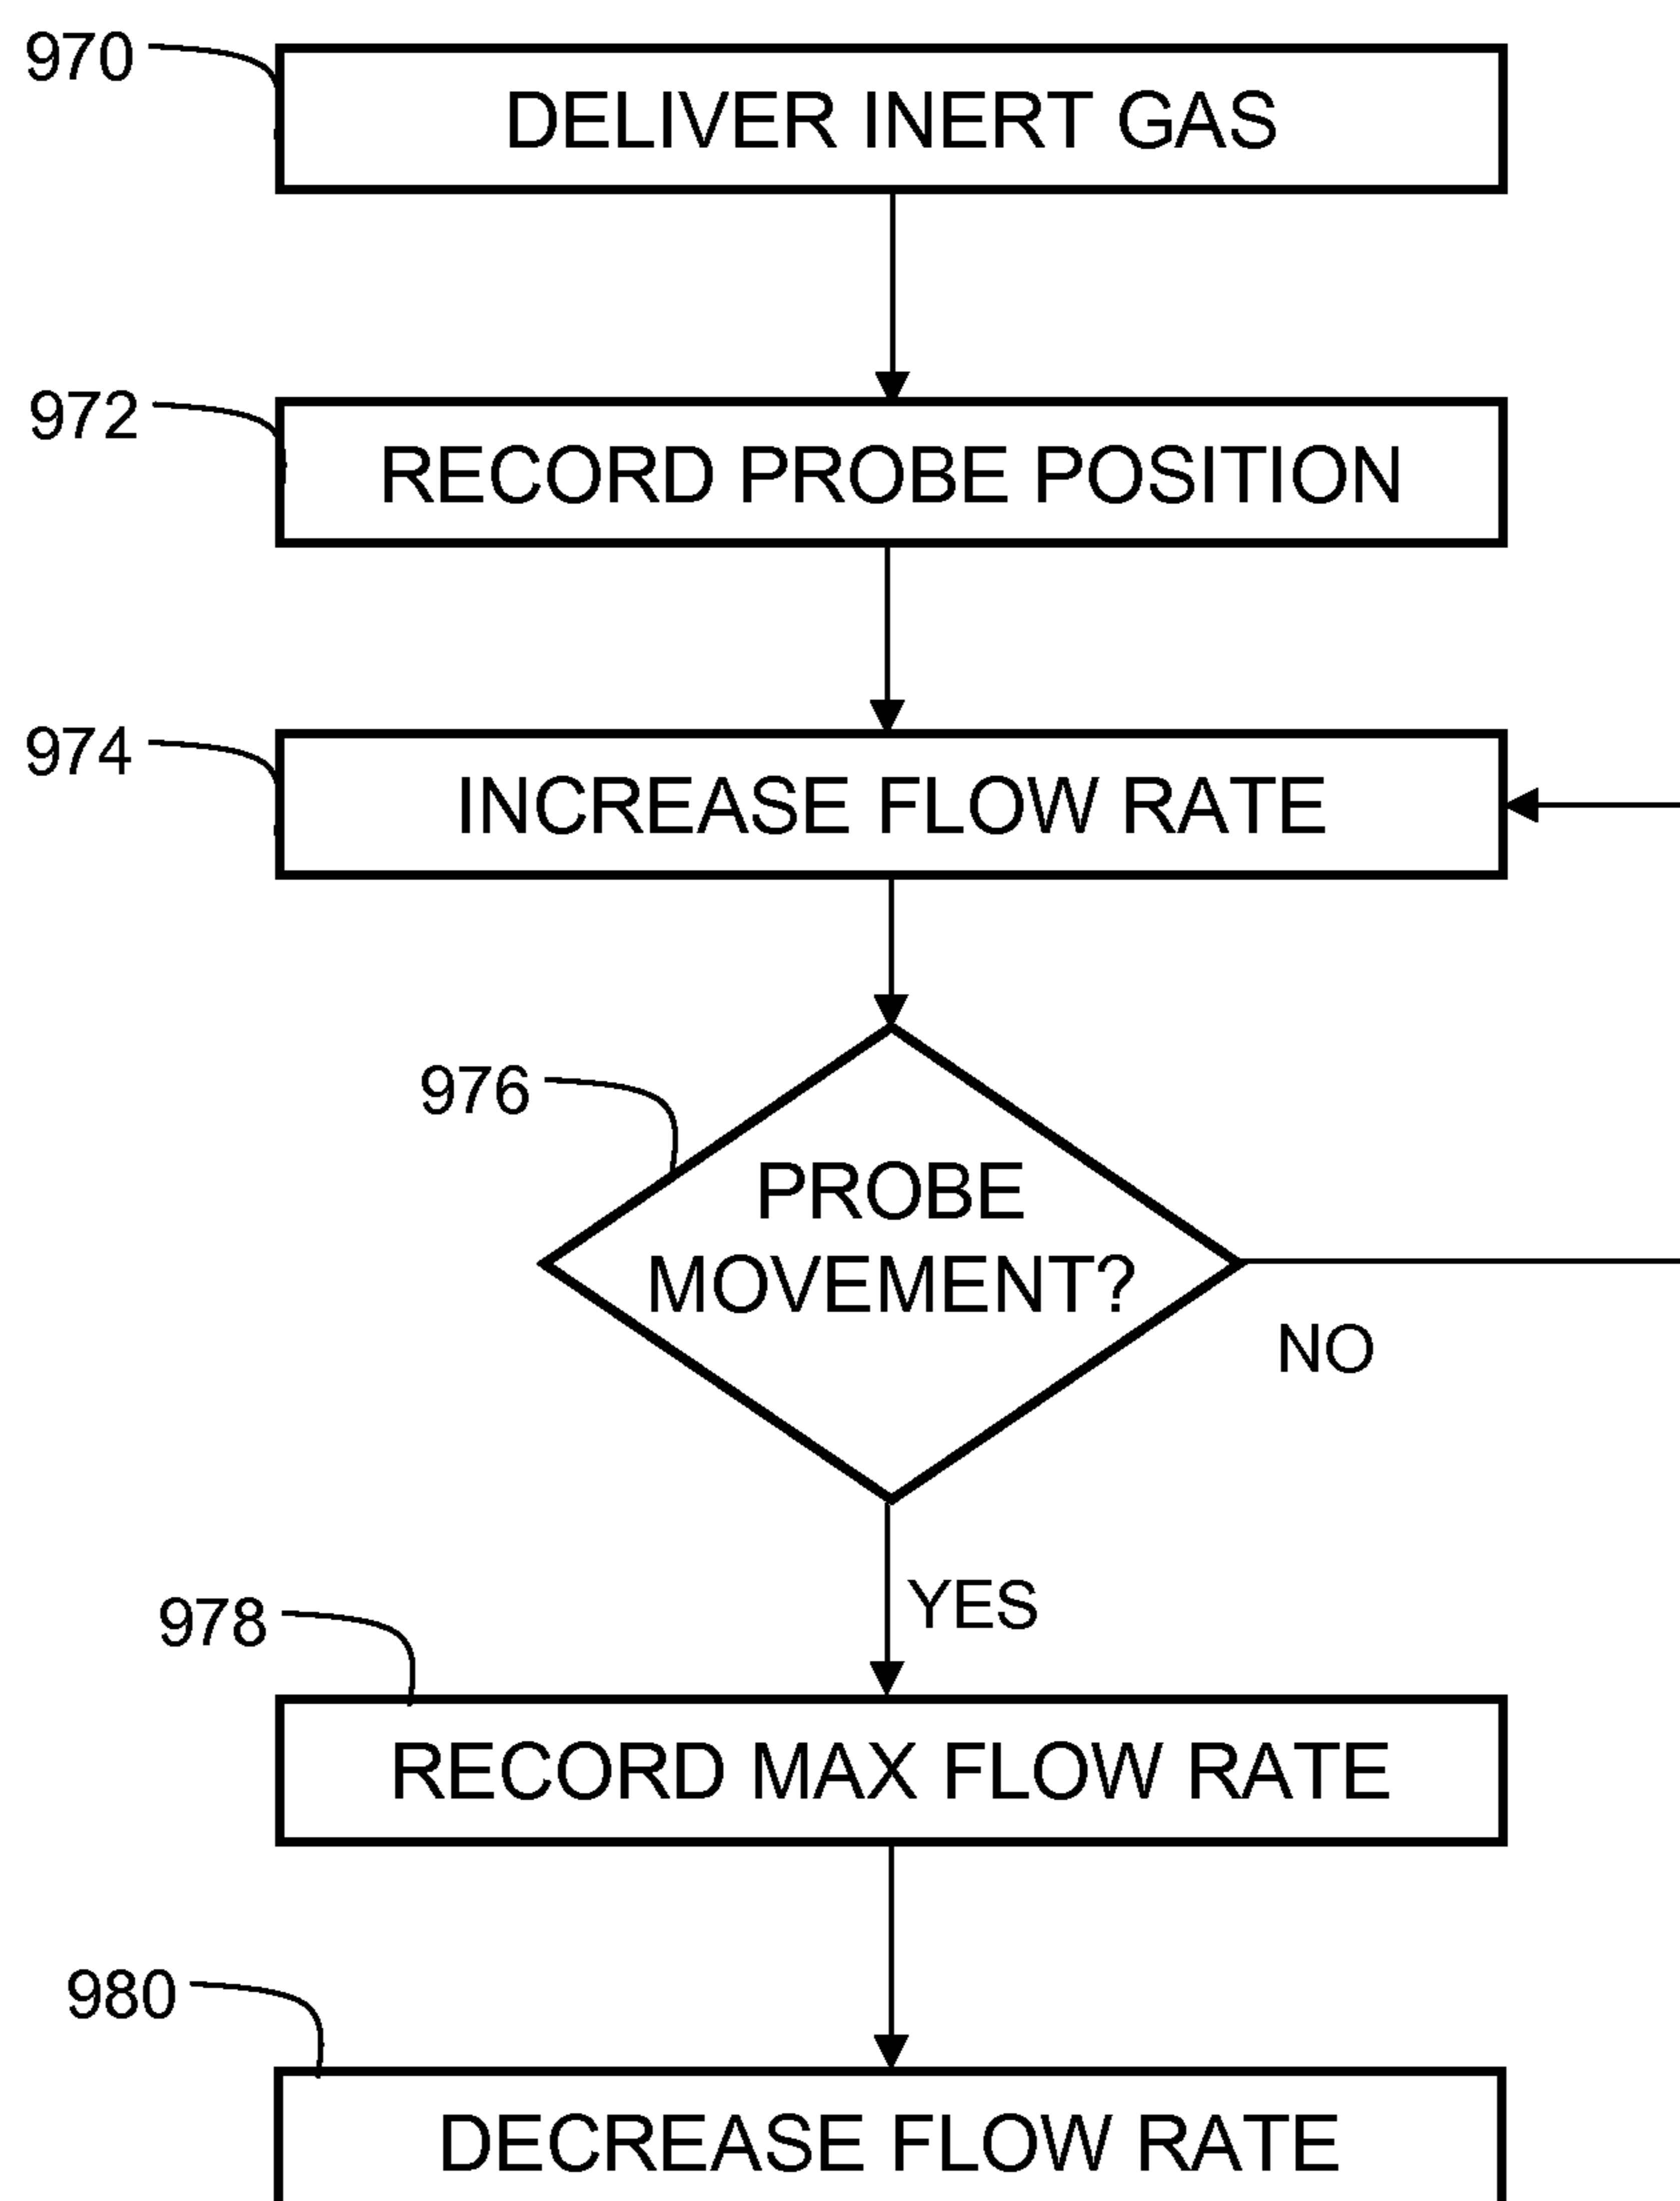 970
DELIVER INERT GAS
972
RECORD PROBE POSITION
974
INCREASE FLOW RATE
976
PROBE
MOVEMENT?
NO
YES
978
RECORD MAX FLOW RATE
980
DECREASE FLOW RATE